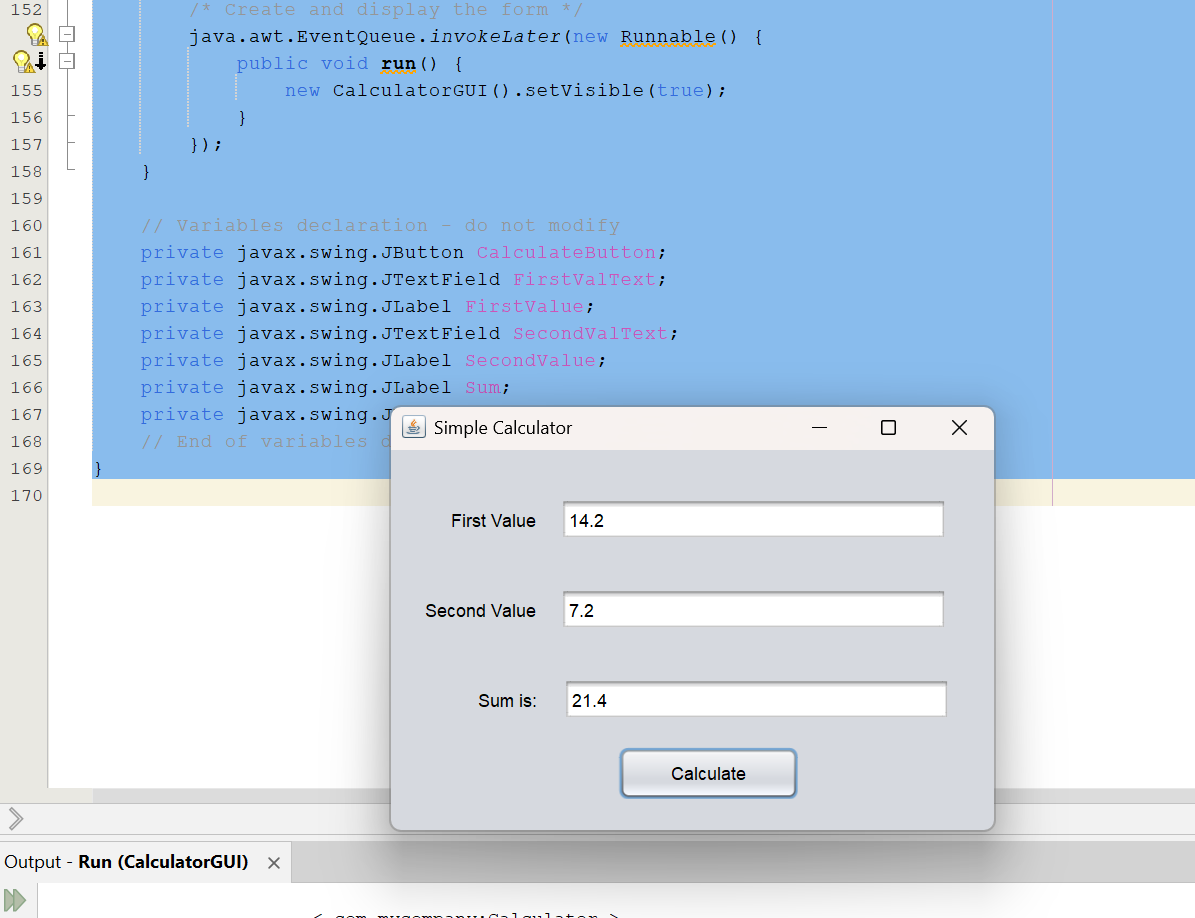 152 /* Create and display the form */
java.awt.EventQueue.invokeLater(new Runnable() {
public void run() {
155 new CalculatorGUI().setVisible(true);
156 }
157 });
158 }
159
160 // Variables declaration - do not modify
161 private javax.swing.JButton CalculateButton;
162 private javax.swing.JTextField FirstValText;
163 private javax.swing.JLabel FirstValue;
164 private javax.swing.JTextField SecondValText;
165 private javax.swing.JLabel SecondValue;
166 private javax.swing.JLabel Sum;
167 private javax.swing.J
168 // End of variables d
169 }
170
Simple Calculator
First Value 14.2
Second Value 7.2
Sum is: 21.4
Calculate
Output - Run (CalculatorGUI)
< com.mycompany:Calculator >